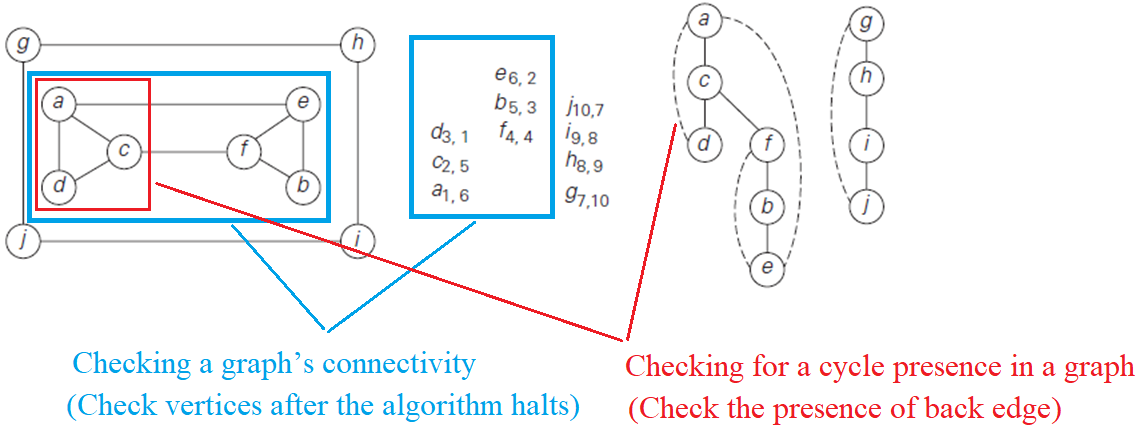 g h
a e
c f
d b
j i
e6, 2
b5, 3 j10,7
d3, 1 f4, 4 i9, 8
c2, 5 h8, 9
a1, 6 g7,10
a g
c h
d f i
b j
e
Checking a graph’s connectivity
(Check vertices after the algorithm halts)
Checking for a cycle presence in a graph
(Check the presence of back edge)